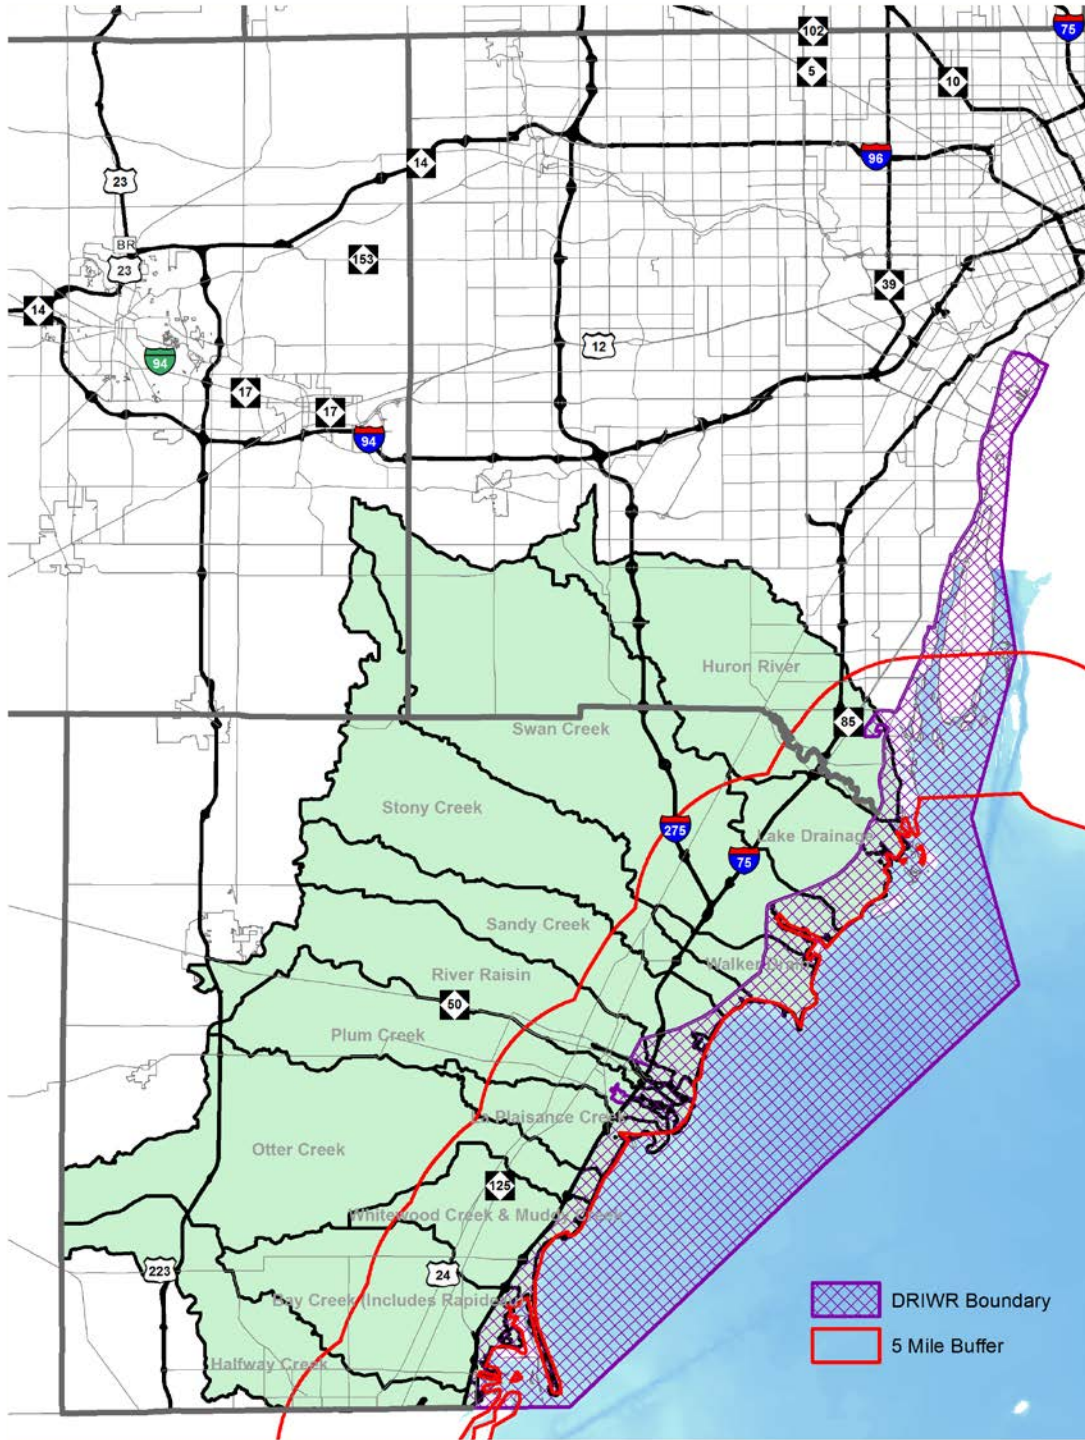 75
102
5
10
96
14
23
BR
23
153
39
14
12
94
17
17
94
Huron River
85
Swan Creek
Stony Creek
275
Lake Drainage
75
Sandy Creek
Walker Drain
River Raisin
50
Plum Creek
La Plaisance Creek
Otter Creek
125
Whitewood Creek & Muddy Creek
223
24
Bay Creek (Includes Rapideau)
DRIWR Boundary
5 Mile Buffer
Halfway Creek